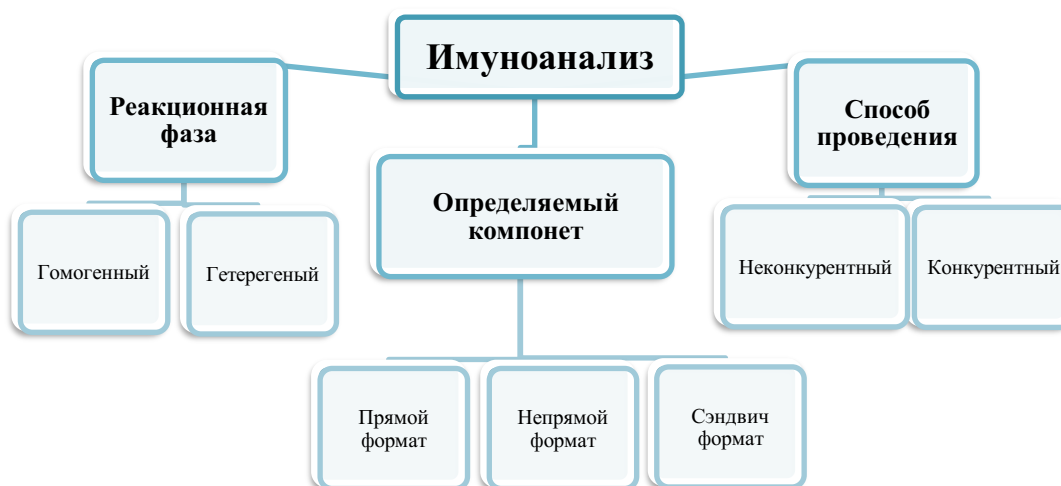 Имуноанализ
Реакционная
фаза
Способ
проведения
Определяемый
компонет
Гомогенный
Гетерегеный
Неконкурентный
Конкурентный
Прямой
формат
Непрямой
формат
Сэндвич
формат